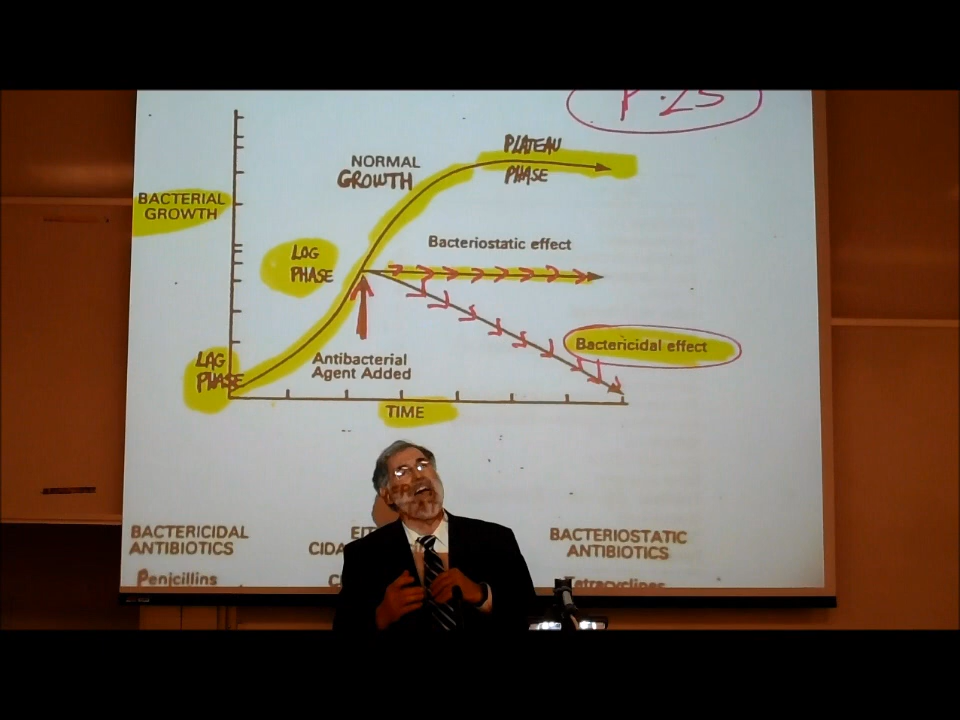 P.25
PLATEAU
PHASE
NORMAL
GROWTH
BACTERIAL
GROWTH
Bacteriostatic effect
LOG
PHASE
Bactericidal effect
LAG
PHASE
Antibacterial
Agent Added
TIME
BACTERICIDAL
ANTIBIOTICS
BACTERIOSTATIC
ANTIBIOTICS
Penicillins
Tetracyclines